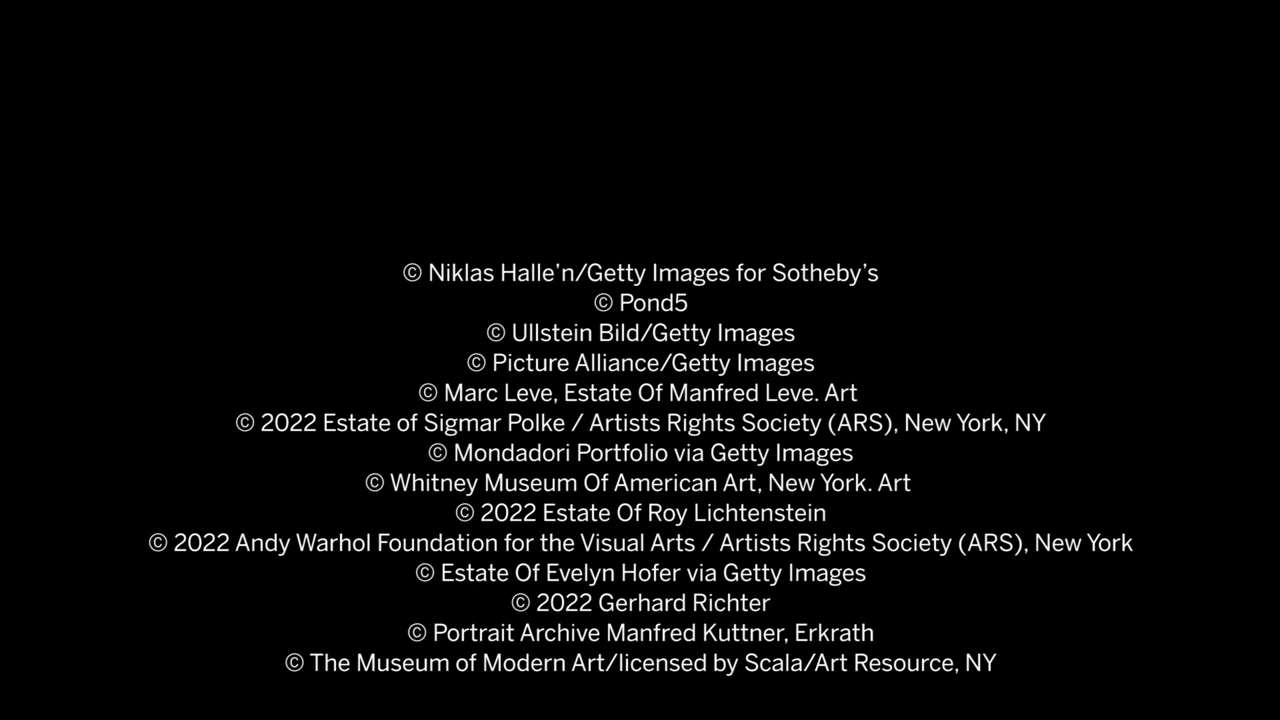 © Niklas Halle’n/Getty Images for Sotheby’s
© Pond5
© Ullstein Bild/Getty Images
© Picture Alliance/Getty Images
© Marc Leve, Estate Of Manfred Leve. Art
© 2022 Estate of Sigmar Polke / Artists Rights Society (ARS), New York, NY
© Mondadori Portfolio via Getty Images
© Whitney Museum Of American Art, New York. Art
© 2022 Estate Of Roy Lichtenstein
© 2022 Andy Warhol Foundation for the Visual Arts / Artists Rights Society (ARS), New York
© Estate Of Evelyn Hofer via Getty Images
© 2022 Gerhard Richter
© Portrait Archive Manfred Kuttner, Erkrath
© The Museum of Modern Art/licensed by Scala/Art Resource, NY